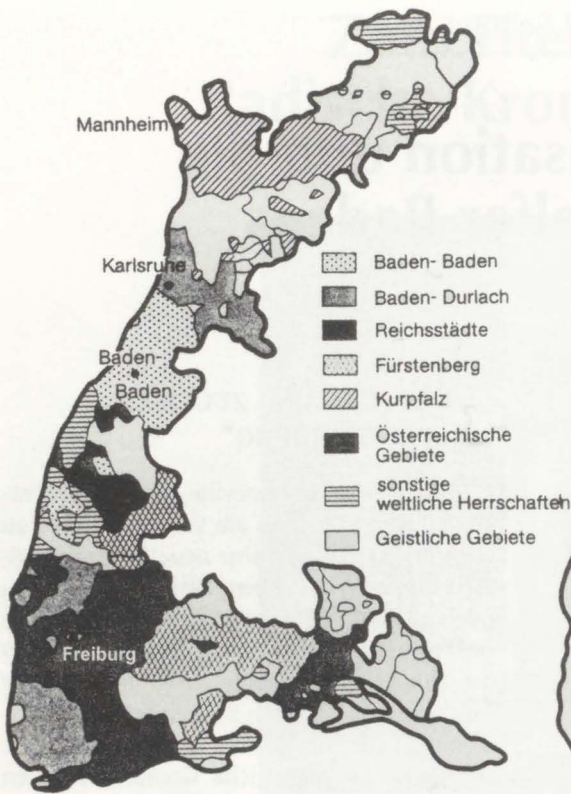 Mannheim
Karlsruhe
Baden-
Baden
Freiburg
Baden-Baden
Baden-Durlach
Reichsstädte
Fürstenberg
Kurpfalz
Österreichische
Gebiete
sonstige
weltliche Herrschaften
Geistliche Gebiete